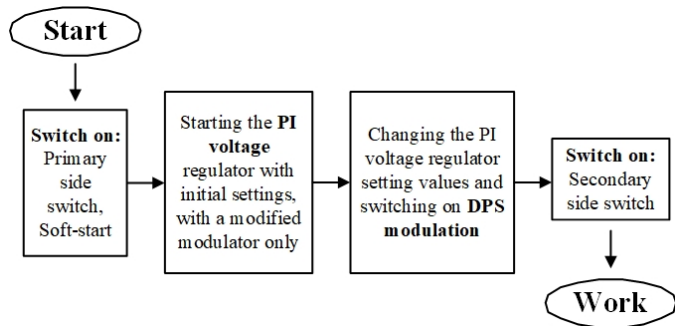 Start
Switch on:
Primary
side
switch,
Soft-start
Starting the PI
voltage
regulator with
initial settings,
with a modified
modulator only
Changing the PI
voltage regulator
setting values and
switching on DPS
modulation
Switch on:
Secondary
side switch
Work